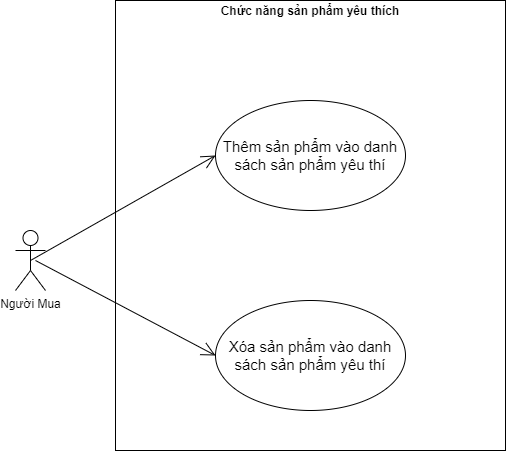 Chức năng sản phẩm yêu thích
Thêm sản phẩm vào danh
sách sản phẩm yêu thí
Người Mua
Xóa sản phẩm vào danh
sách sản phẩm yêu thí